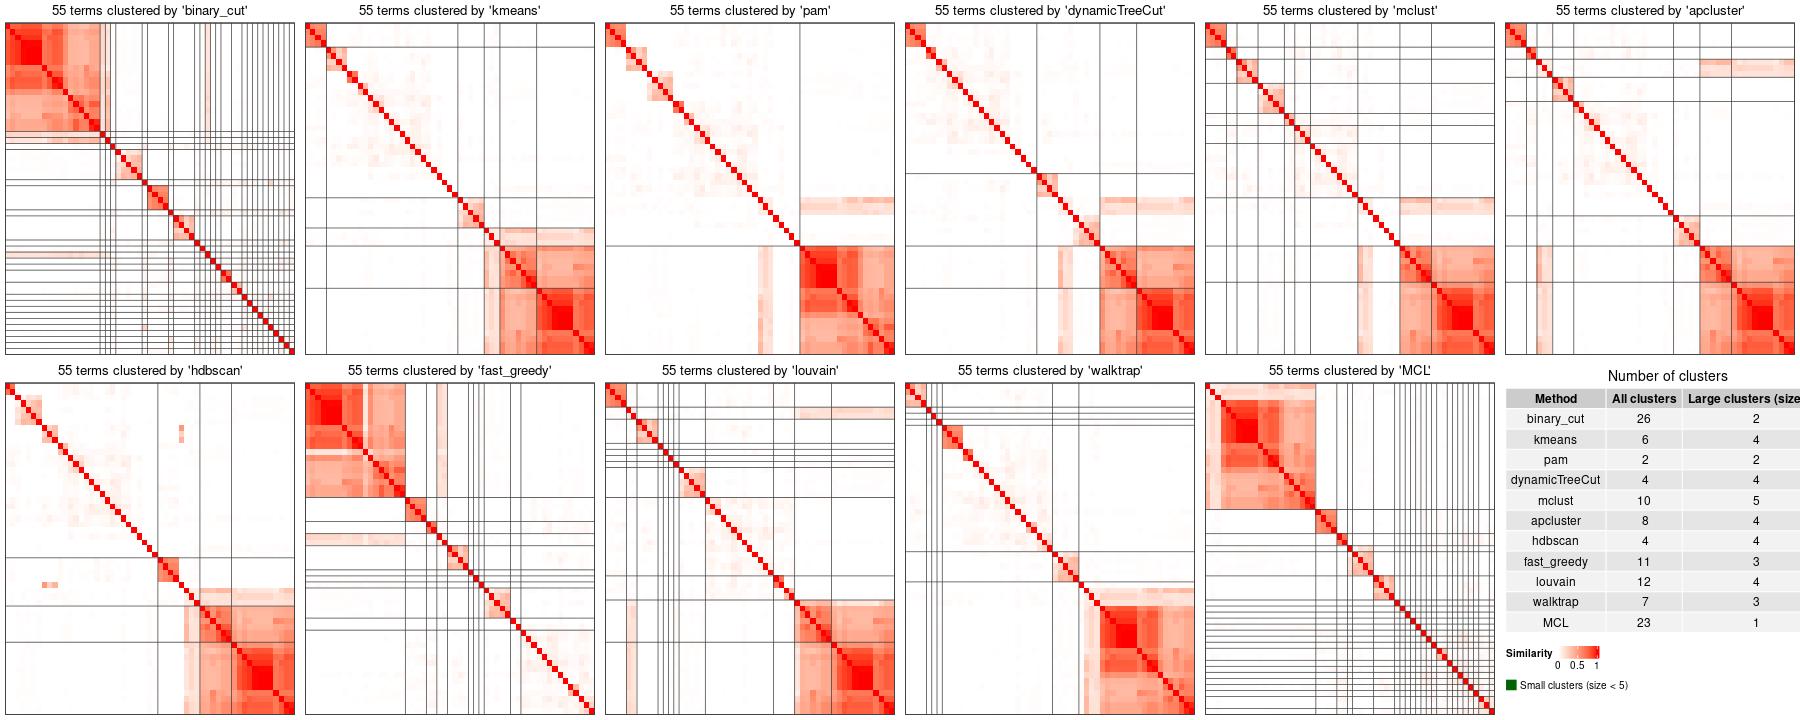 55 terms clustered by 'binary_cut'
55 terms clustered by 'kmeans'
55 terms clustered by 'pam'
55 terms clustered by 'dynamicTreeCut'
55 terms clustered by 'mclust'
55 terms clustered by 'apcluster'
55 terms clustered by 'hdbscan'
55 terms clustered by 'fast_greedy'
55 terms clustered by 'louvain'
55 terms clustered by 'walktrap'
55 terms clustered by 'MCL'
Number of clusters
Method All clusters Large clusters (size
binary_cut 26 2
kmeans 6 4
pam 2 2
dynamicTreeCut 4 4
mclust 10 5
apcluster 8 4
hdbscan 4 4
fast_greedy 11 3
louvain 12 4
walktrap 7 3
MCL 23 1
Similarity
0 0.5 1
Small clusters (size < 5)